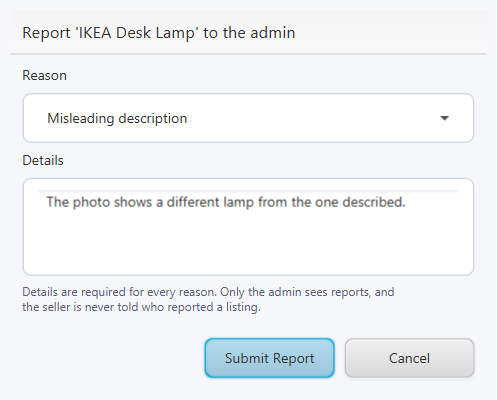 Report 'IKEA Desk Lamp' to the admin
Reason
Misleading description
Details
The photo shows a different lamp from the one described.
Details are required for every reason. Only the admin sees reports, and
the seller is never told who reported a listing.
Submit Report
Cancel